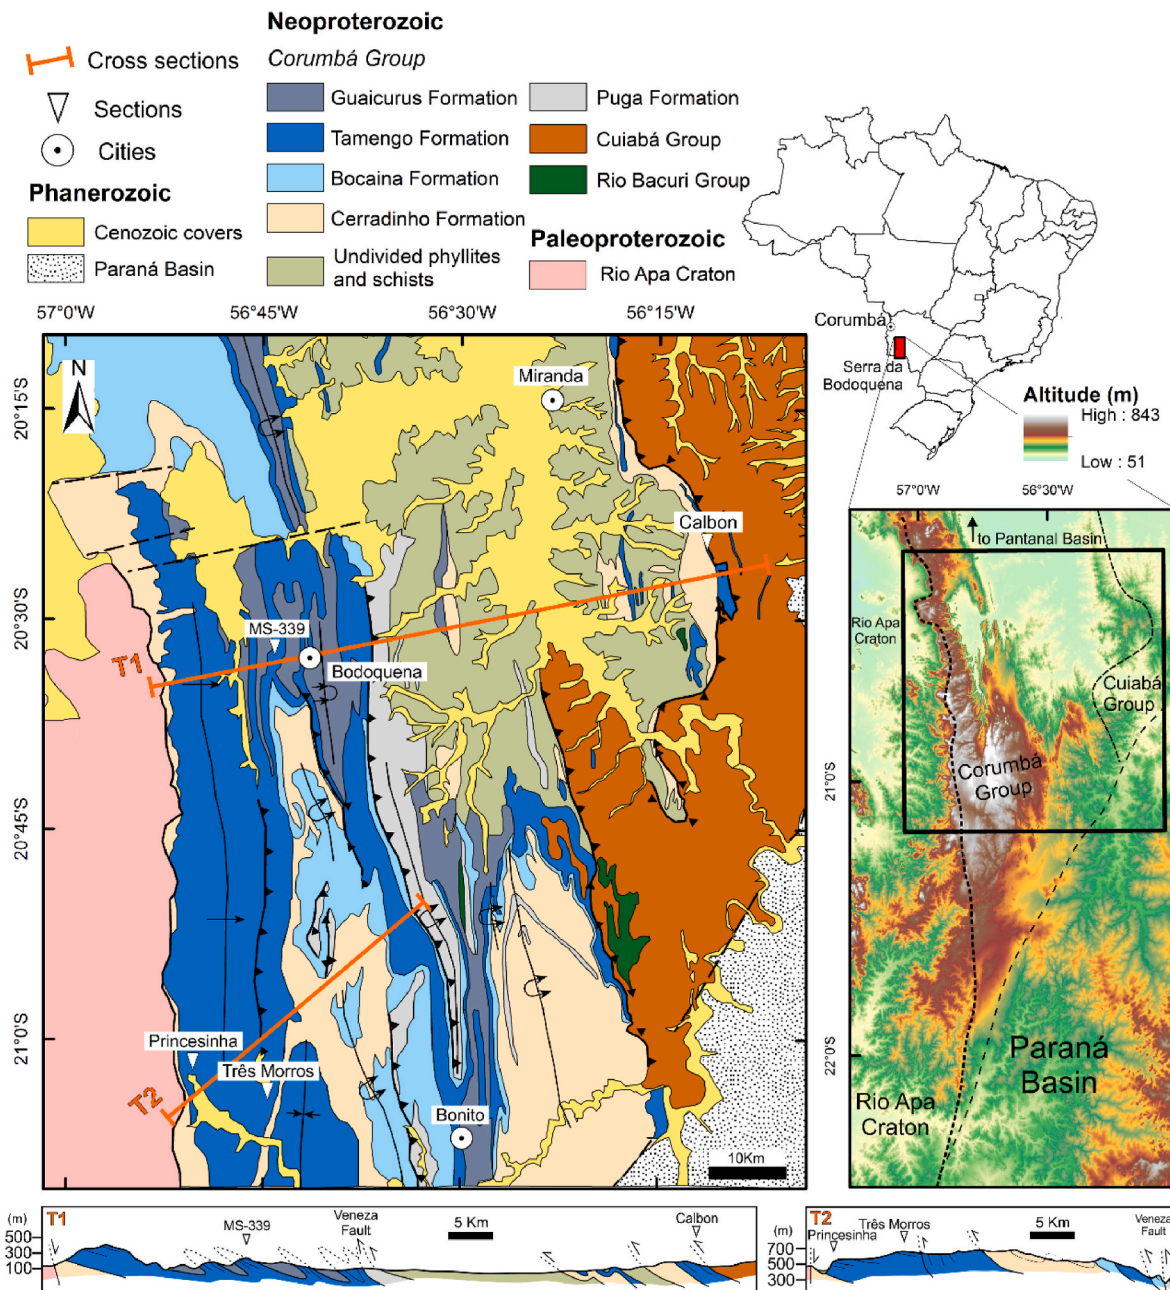 Neoproterozoic
Corumbá Group
Cross sections
Sections
Cities
Phanerozoic
Cenozoic covers
Paraná Basin
Guaicurus Formation
Tamengo Formation
Bocaina Formation
Cerradinho Formation
Undivided phyllites
and schists
Puga Formation
Cuiabá Group
Rio Bacuri Group
Paleoproterozoic
Rio Apa Craton
Corumbá
Serra da
Bodoquena
Altitude (m)
High : 843
Low : 51
57°0'W
56°45'W
56°30'W
56°15'W
20°15'S
20°30'S
20°45'S
21°0'S
N
Miranda
Calbon
MS-339
T1
Bodoquena
Princesinha
Três Morros
T2
Bonito
10Km
57°0'W
56°30'W
21°0'S
22°0'S
to Pantanal Basin
Rio Apa
Craton
Cuiabá
Group
Corumbá
Group
Paraná
Basin
Rio Apa
Craton
(m)
500
300
100
T1
MS-339
Veneza
Fault
5 Km
Calbon
(m)
700
500
300
T2
Princesinha
Três Morros
5 Km
Veneza
Fault